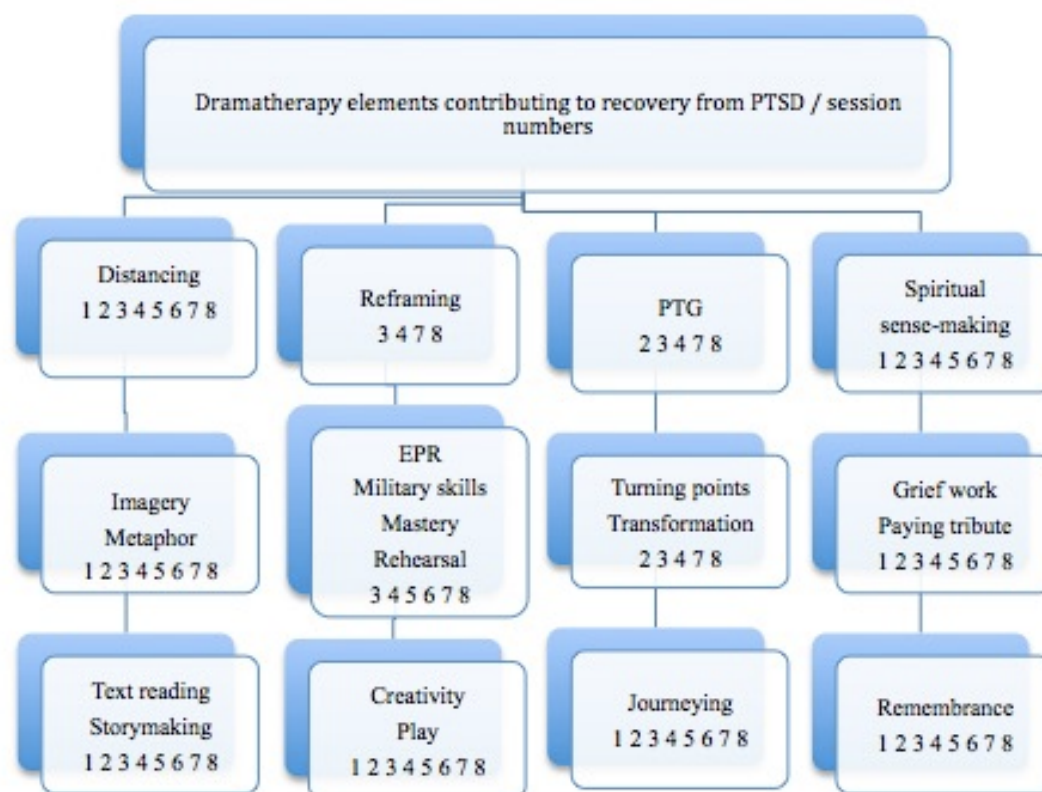 Dramatherapy elements contributing to recovery from PTSD / session
numbers
Distancing
1 2 3 4 5 6 7 8
Reframing
3 4 7 8
PTG
2 3 4 7 8
Spiritual
sense-making
1 2 3 4 5 6 7 8
Imagery
Metaphor
1 2 3 4 5 6 7 8
EPR
Military skills
Mastery
Rehearsal
3 4 5 6 7 8
Turning points
Transformation
2 3 4 7 8
Grief work
Paying tribute
1 2 3 4 5 6 7 8
Text reading
Storymaking
1 2 3 4 5 6 7 8
Creativity
Play
1 2 3 4 5 6 7 8
Journeying
1 2 3 4 5 6 7 8
Remembrance
1 2 3 4 5 6 7 8